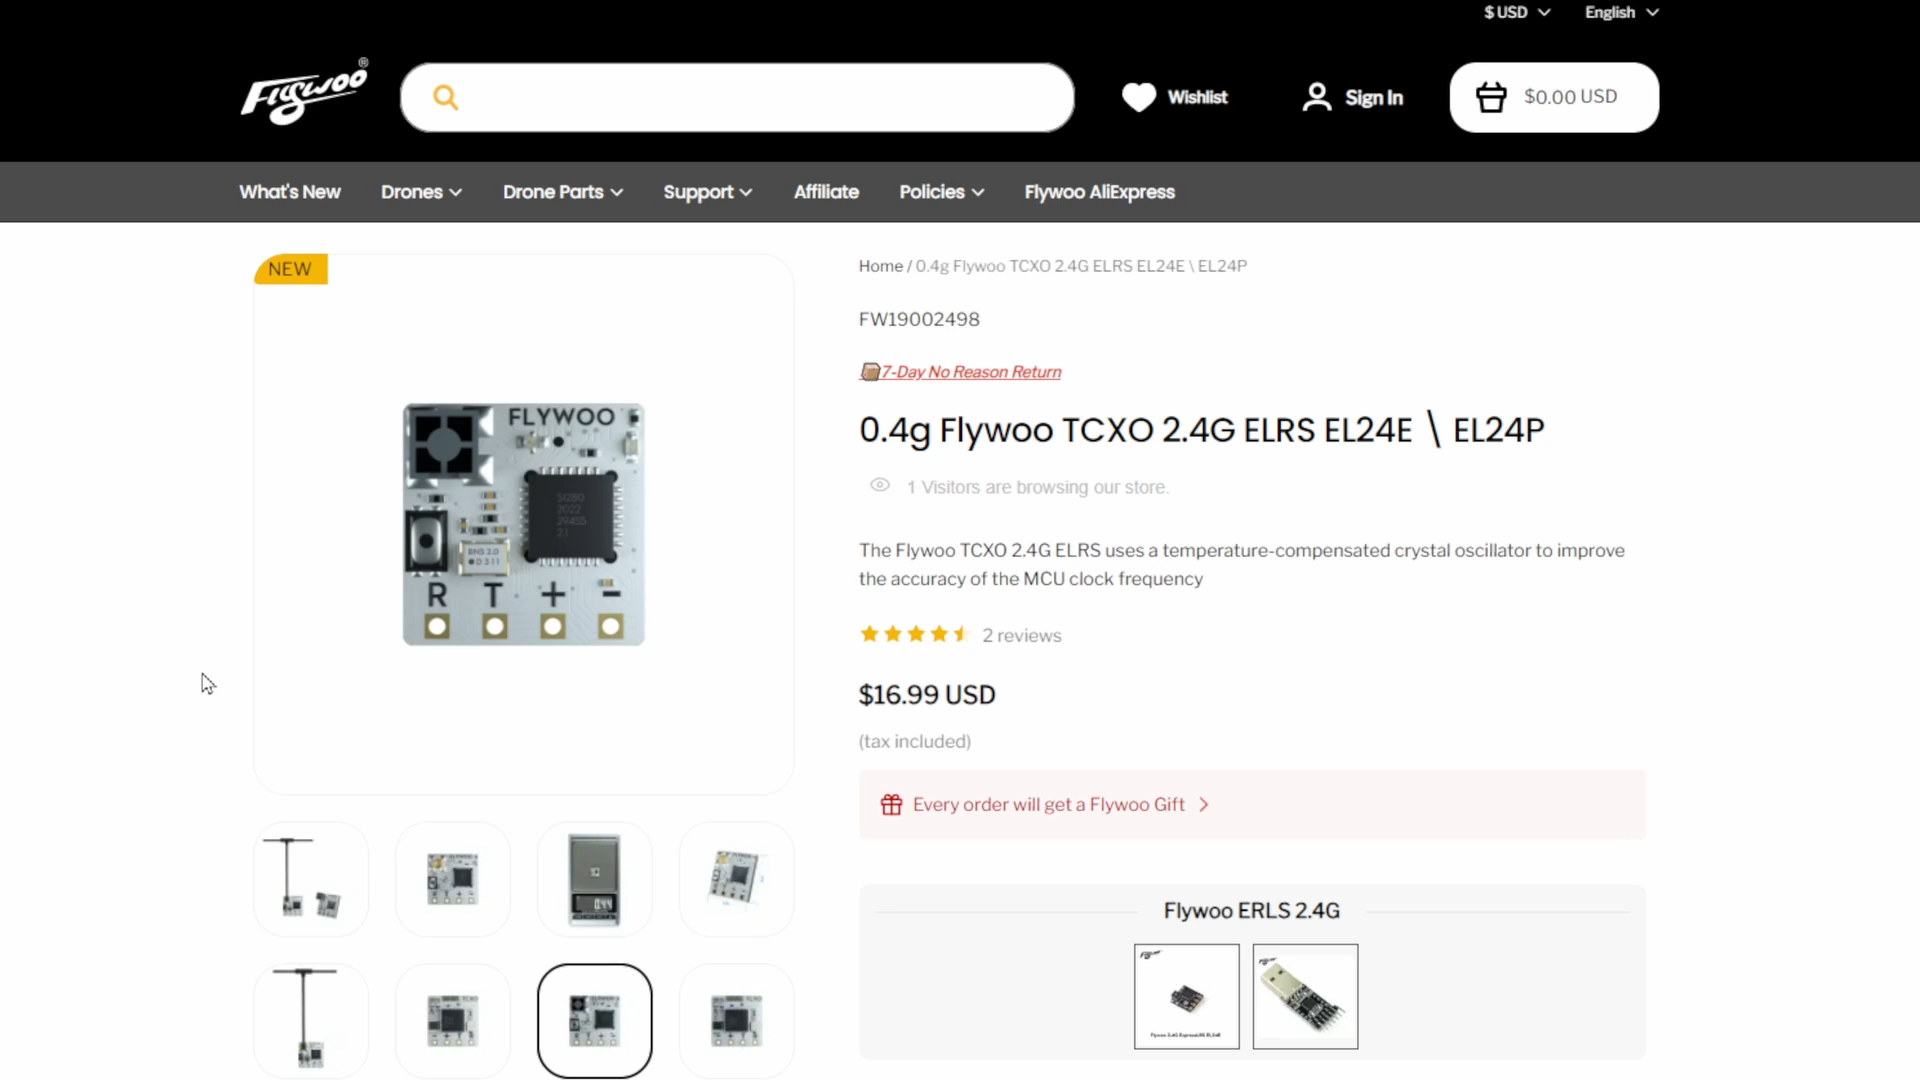 $ USD
English
Flywoo®
Wishlist
Sign In
$0.00 USD
What's New
Drones
Drone Parts
Support
Affiliate
Policies
Flywoo AliExpress
NEW
FLYWOO
R T + -
Home / 0.4g Flywoo TCXO 2.4G ELRS EL24E \ EL24P
FW19002498
7-Day No Reason Return
0.4g Flywoo TCXO 2.4G ELRS EL24E \ EL24P
1 Visitors are browsing our store.
The Flywoo TCXO 2.4G ELRS uses a temperature-compensated crystal oscillator to improve
the accuracy of the MCU clock frequency
2 reviews
$16.99 USD
(tax included)
Every order will get a Flywoo Gift
Flywoo ERLS 2.4G